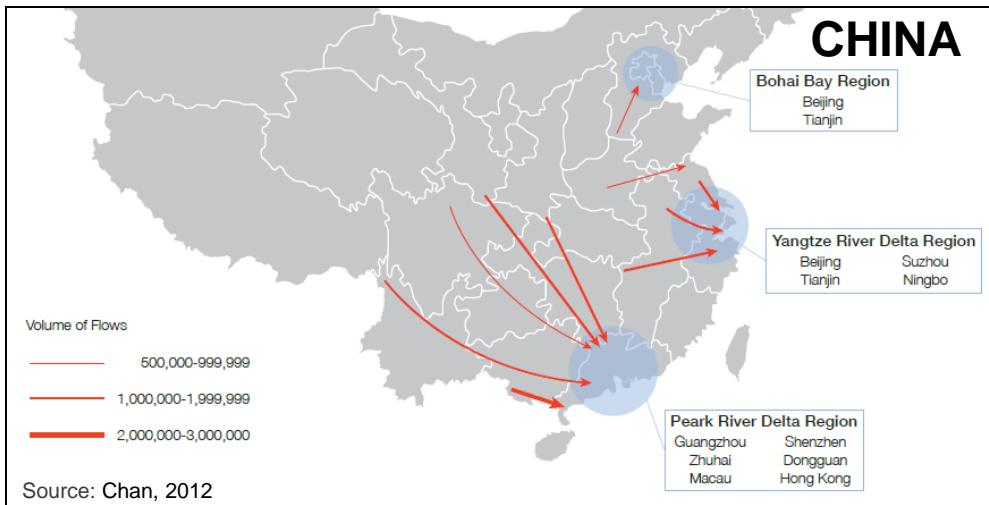 CHINA
Bohai Bay Region
Beijing
Tianjin
Yangtze River Delta Region
Beijing Suzhou
Tianjin Ningbo
Volume of Flows
500,000-999,999
1,000,000-1,999,999
2,000,000-3,000,000
Peark River Delta Region
Guangzhou Shenzhen
Zhuhai Dongguan
Macau Hong Kong
Source: Chan, 2012